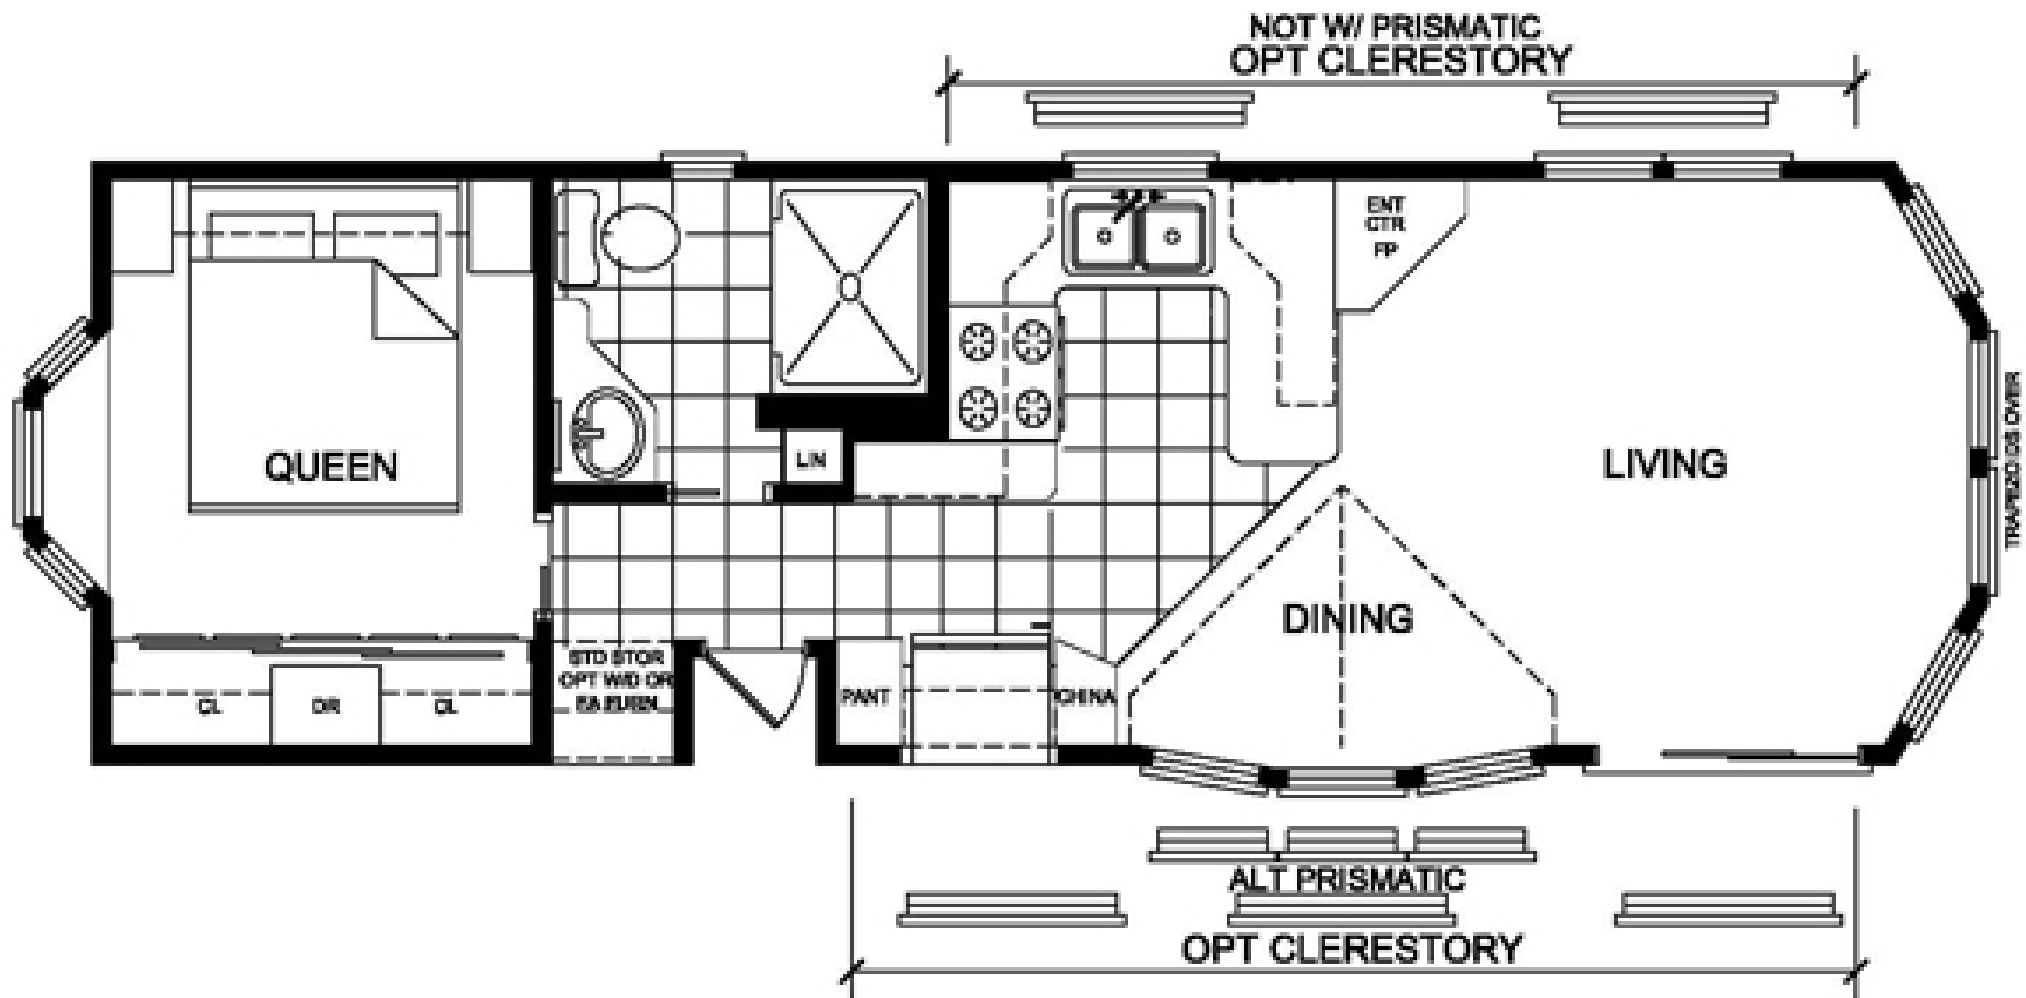 NOT W/ PRISMATIC
OPT CLERESTORY
ENT
CTR
FP
QUEEN
LIN
LIVING
TRAPEZOIDS OVER
DINING
STD STOR
OPT W/D OR
CL
DR
CL
PANT
CHINA
ALT PRISMATIC
OPT CLERESTORY